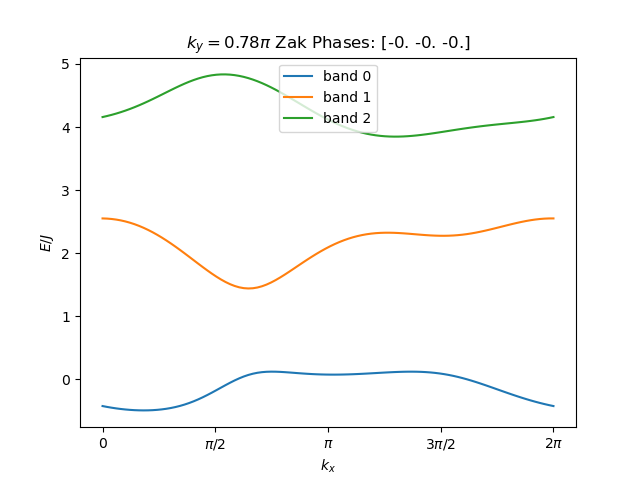 $k_y = 0.78\pi$ Zak Phases: [-0. -0. -0.]
band 0
band 1
band 2
5
4
3
2
1
0
E/J
0
π/2
π
3π/2
2π
$k_x$